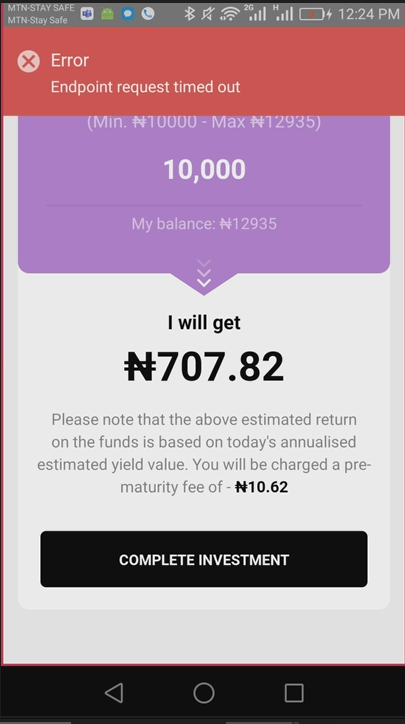 MTN-STAY SAFE
MTN-Stay Safe
2G
H
12:24 PM
Error
Endpoint request timed out
(Min. ₦10000 - Max ₦12935)
10,000
My balance: ₦12935
I will get
₦707.82
Please note that the above estimated return
on the funds is based on today's annualised
estimated yield value. You will be charged a pre-
maturity fee of - ₦10.62
COMPLETE INVESTMENT